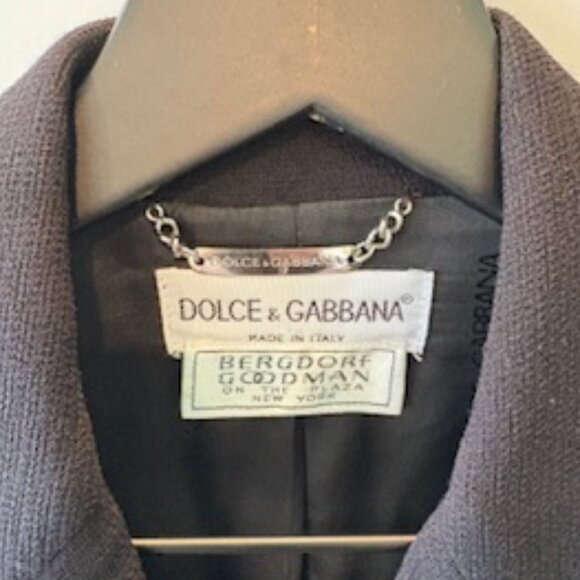 DOLCE & GABBANA
DOLCE & GABBANA®
MADE IN ITALY
BERGDORF
GOODMAN
ON THE PLAZA
NEW YORK
GABBANA